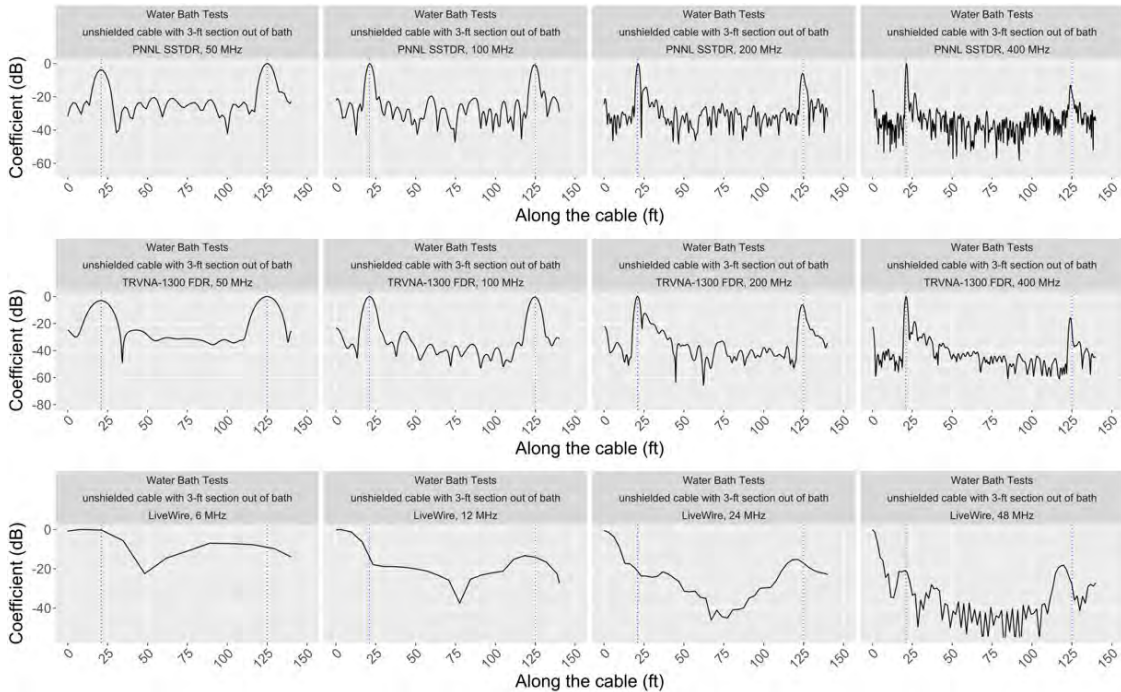 Water Bath Tests
unshielded cable with 3-ft section out of bath
PNNL SSTDR, 50 MHz
Water Bath Tests
unshielded cable with 3-ft section out of bath
PNNL SSTDR, 100 MHz
Water Bath Tests
unshielded cable with 3-ft section out of bath
PNNL SSTDR, 200 MHz
Water Bath Tests
unshielded cable with 3-ft section out of bath
PNNL SSTDR, 400 MHz
Coefficient (dB)
0
-20
-40
-60
0 25 50 75 100 125 150
0 25 50 75 100 125 150
0 25 50 75 100 125 150
0 25 50 75 100 125 150
Along the cable (ft)
Water Bath Tests
unshielded cable with 3-ft section out of bath
TRVNA-1300 FDR, 50 MHz
Water Bath Tests
unshielded cable with 3-ft section out of bath
TRVNA-1300 FDR, 100 MHz
Water Bath Tests
unshielded cable with 3-ft section out of bath
TRVNA-1300 FDR, 200 MHz
Water Bath Tests
unshielded cable with 3-ft section out of bath
TRVNA-1300 FDR, 400 MHz
Coefficient (dB)
0
-20
-40
-60
-80
0 25 50 75 100 125 150
0 25 50 75 100 125 150
0 25 50 75 100 125 150
0 25 50 75 100 125 150
Along the cable (ft)
Water Bath Tests
unshielded cable with 3-ft section out of bath
LiveWire, 6 MHz
Water Bath Tests
unshielded cable with 3-ft section out of bath
LiveWire, 12 MHz
Water Bath Tests
unshielded cable with 3-ft section out of bath
LiveWire, 24 MHz
Water Bath Tests
unshielded cable with 3-ft section out of bath
LiveWire, 48 MHz
Coefficient (dB)
0
-20
-40
0 25 50 75 100 125 150
0 25 50 75 100 125 150
0 25 50 75 100 125 150
0 25 50 75 100 125 150
Along the cable (ft)